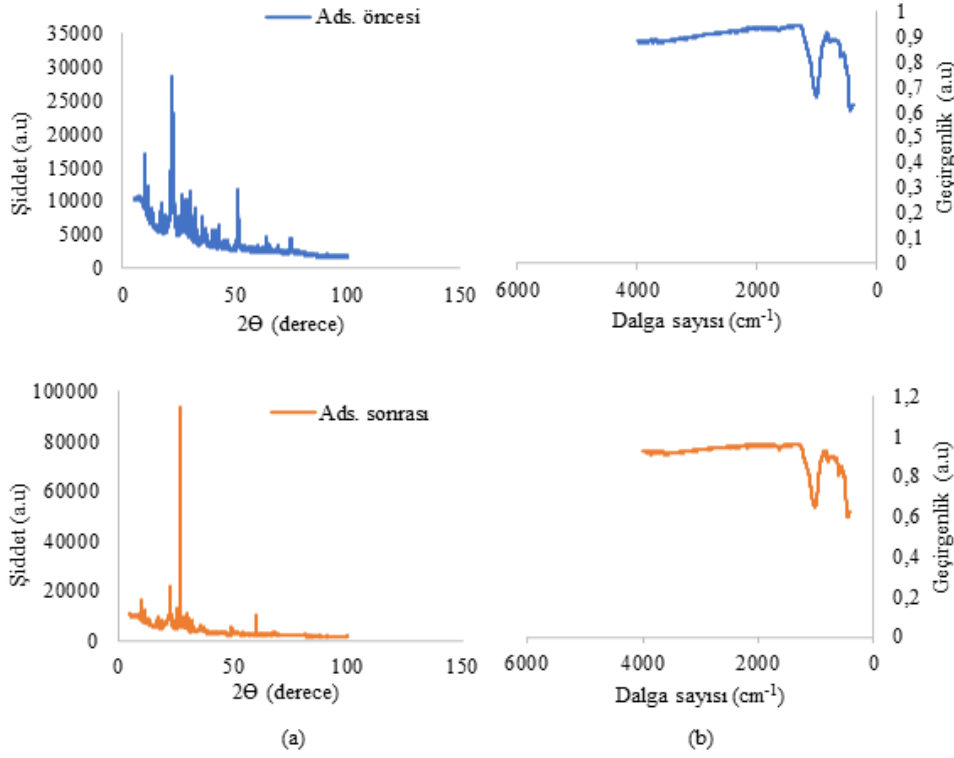 Ads. öncesi
35000
30000
25000
20000
15000
10000
5000
0
Şiddet (a.u)
0 50 100 150
2Ɵ (derece)
1
0,9
0,8
0,7
0,6
0,5
0,4
0,3
0,2
0,1
0
Geçirgenlik (a.u)
6000 4000 2000 0
Dalga sayısı (cm⁻¹)
Ads. sonrası
100000
80000
60000
40000
20000
0
Şiddet (a.u)
0 50 100 150
2Ɵ (derece)
1,2
1
0,8
0,6
0,4
0,2
0
Geçirgenlik (a.u)
6000 4000 2000 0
Dalga sayısı (cm⁻¹)
(a) (b)